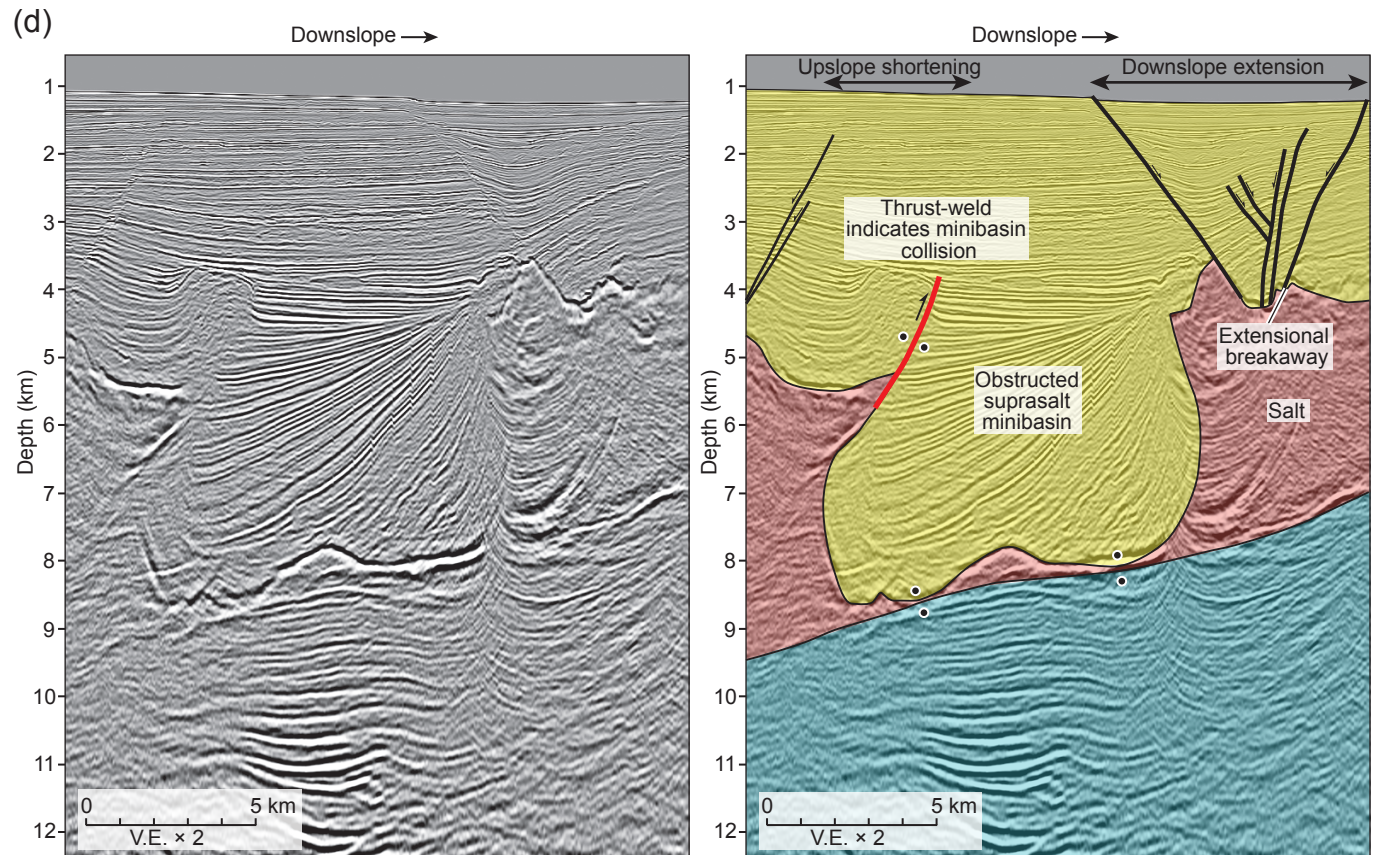 (d)
Downslope
1
2
3
4
5
6
7
8
9
10
11
12
Depth (km)
0 5 km
V.E. × 2
Downslope
Upslope shortening
Downslope extension
1
2
3
4
5
6
7
8
9
10
11
12
Depth (km)
Thrust-weld
indicates minibasin
collision
Extensional
breakaway
Obstructed
suprasalt
minibasin
Salt
0 5 km
V.E. × 2